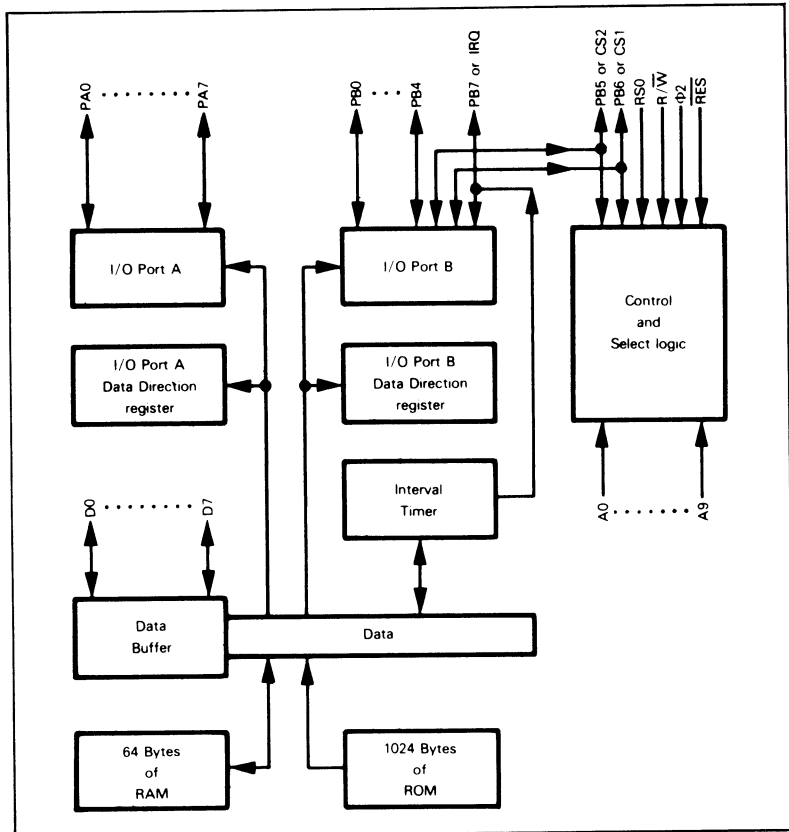 PA0 ········ PA7
PB0 ···· PB4
PB7 or IRQ
PB5 or CS2
PB6 or CS1
RS0
R/W̅
Φ2
R̅E̅S̅
I/O Port A
I/O Port B
Control
and
Select logic
I/O Port A
Data Direction
register
I/O Port B
Data Direction
register
Interval
Timer
A0 ······ A9
D0 ········ D7
Data
Buffer
Data
64 Bytes
of
RAM
1024 Bytes
of
ROM